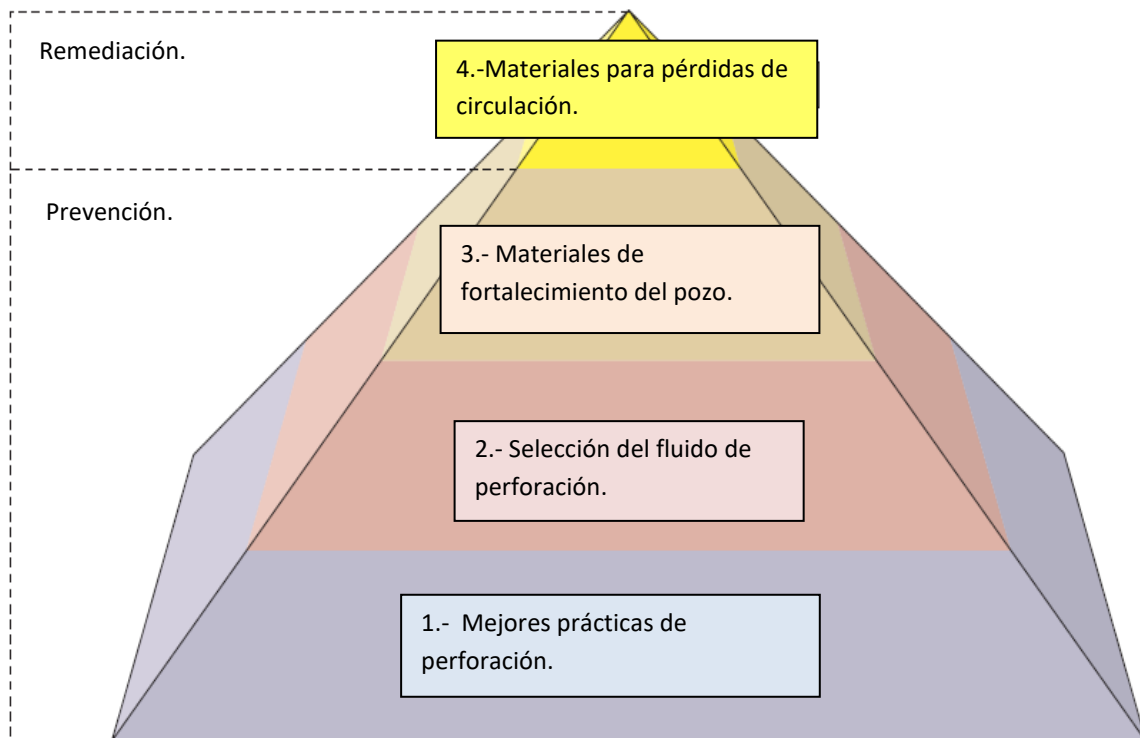 Remediación.
4.-Materiales para pérdidas de
circulación.
Prevención.
3.- Materiales de
fortalecimiento del pozo.
2.- Selección del fluido de
perforación.
1.-  Mejores prácticas de
perforación.